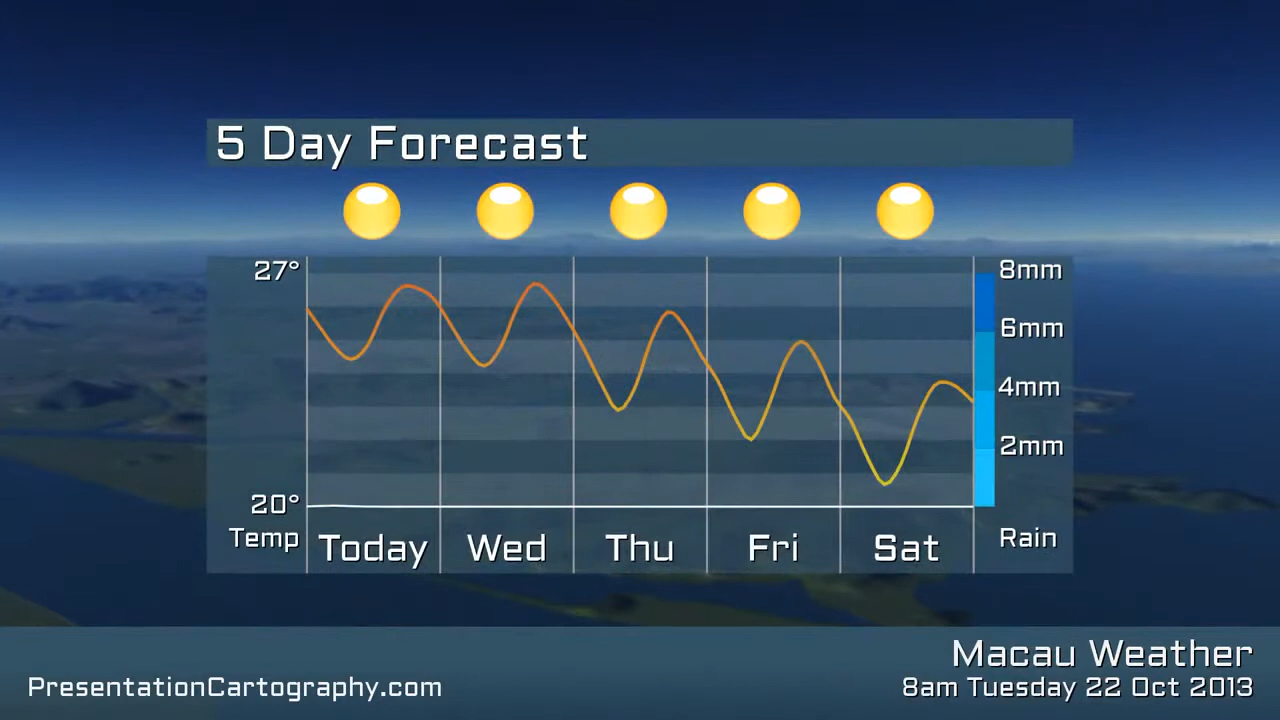 5 Day Forecast
27°
8mm
6mm
4mm
2mm
20°
Temp
Today
Wed
Thu
Fri
Sat
Rain
Macau Weather
PresentationCartography.com
8am Tuesday 22 Oct 2013